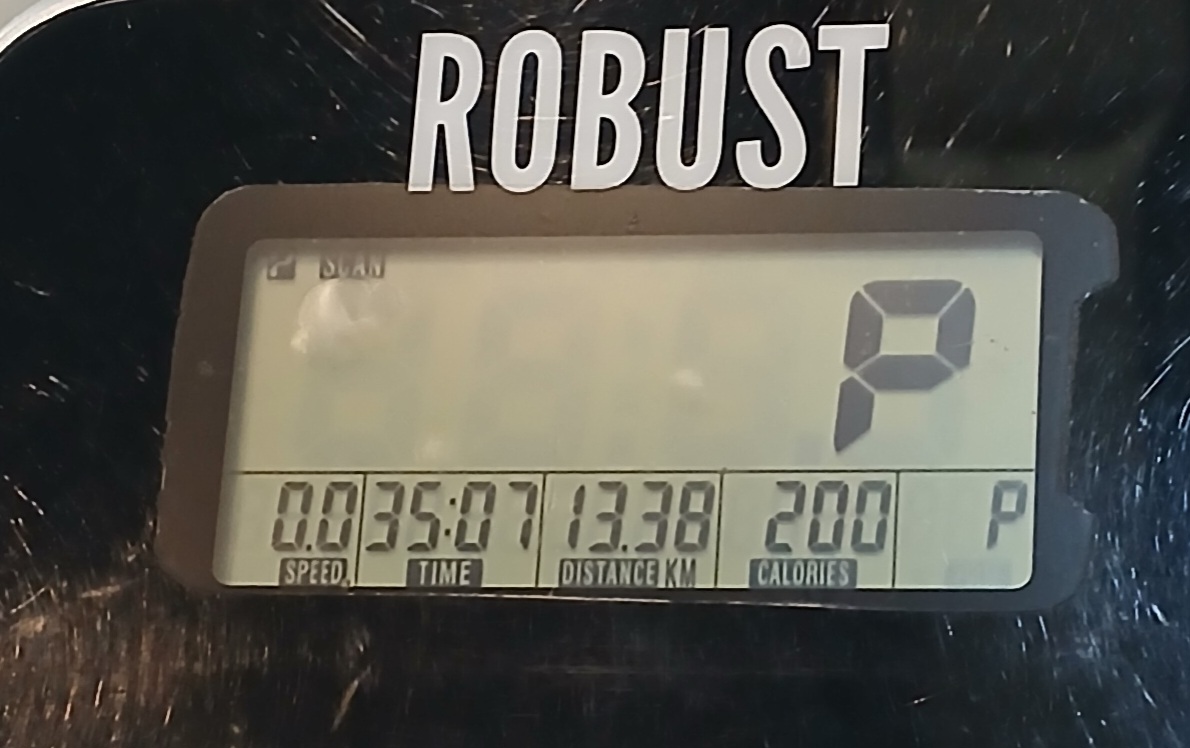 ROBUST
P SCAN
P
0.0 35:07 13.38 200 P
SPEED TIME DISTANCE KM CALORIES